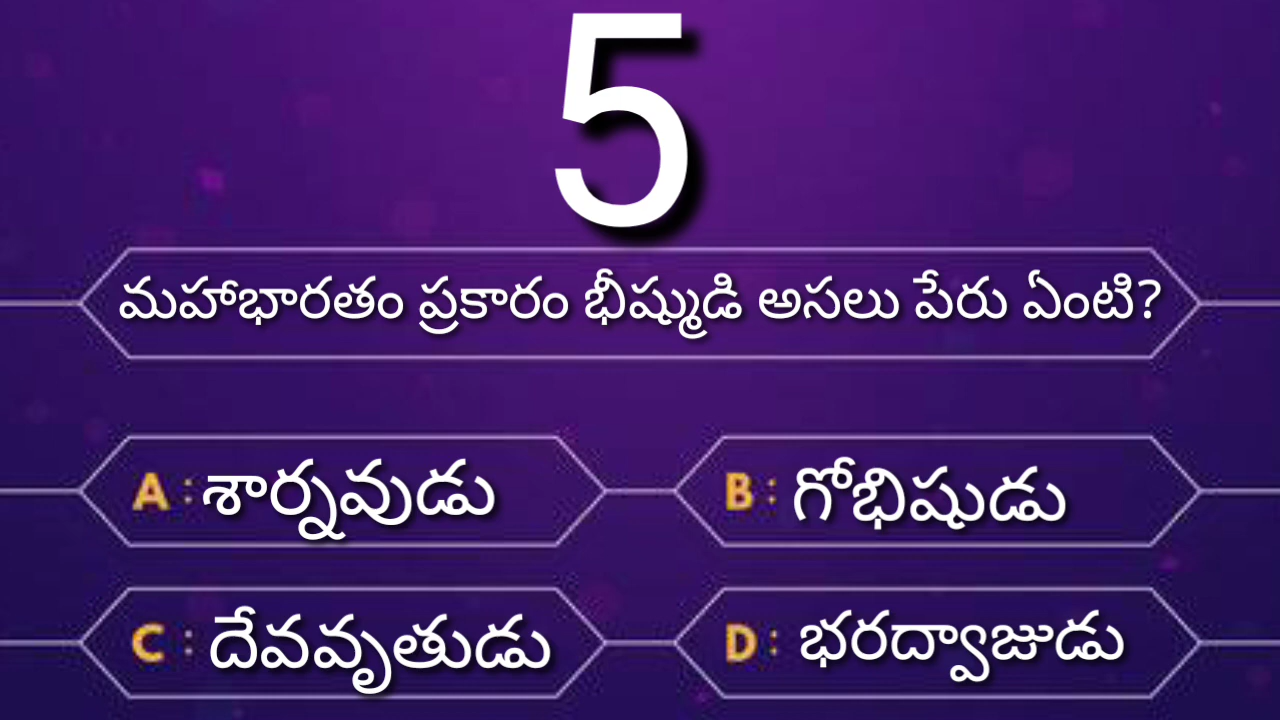 5
మహాభారతం ప్రకారం భీష్ముడి అసలు పేరు ఏంటి?
A : శార్నవుడు
B : గోభిషుడు
C : దేవవృతుడు
D : భరద్వాజుడు